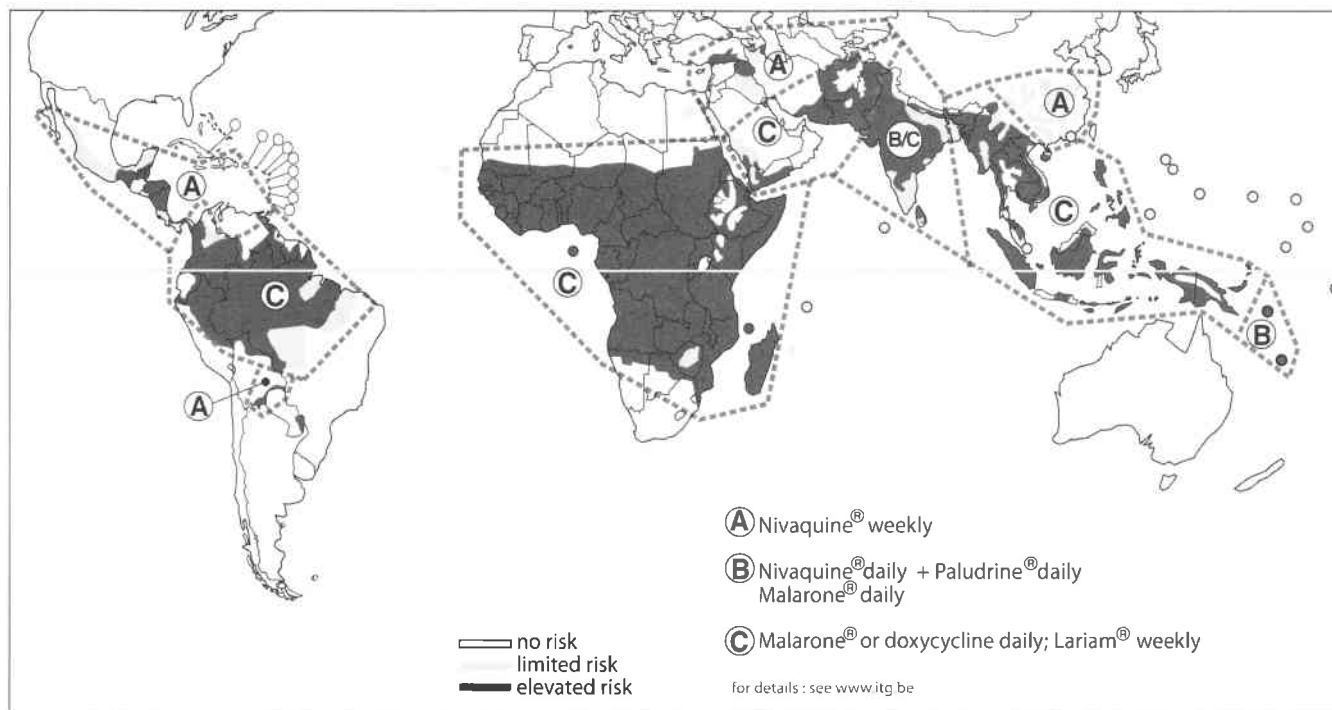 A
A
C
A
C
C
B/C
A
C
A
B
Ⓐ Nivaquine® weekly
Ⓑ Nivaquine® daily + Paludrine® daily
Malarone® daily
Ⓒ Malarone® or doxycycline daily; Lariam® weekly
no risk
limited risk
elevated risk
for details : see www.itg.be